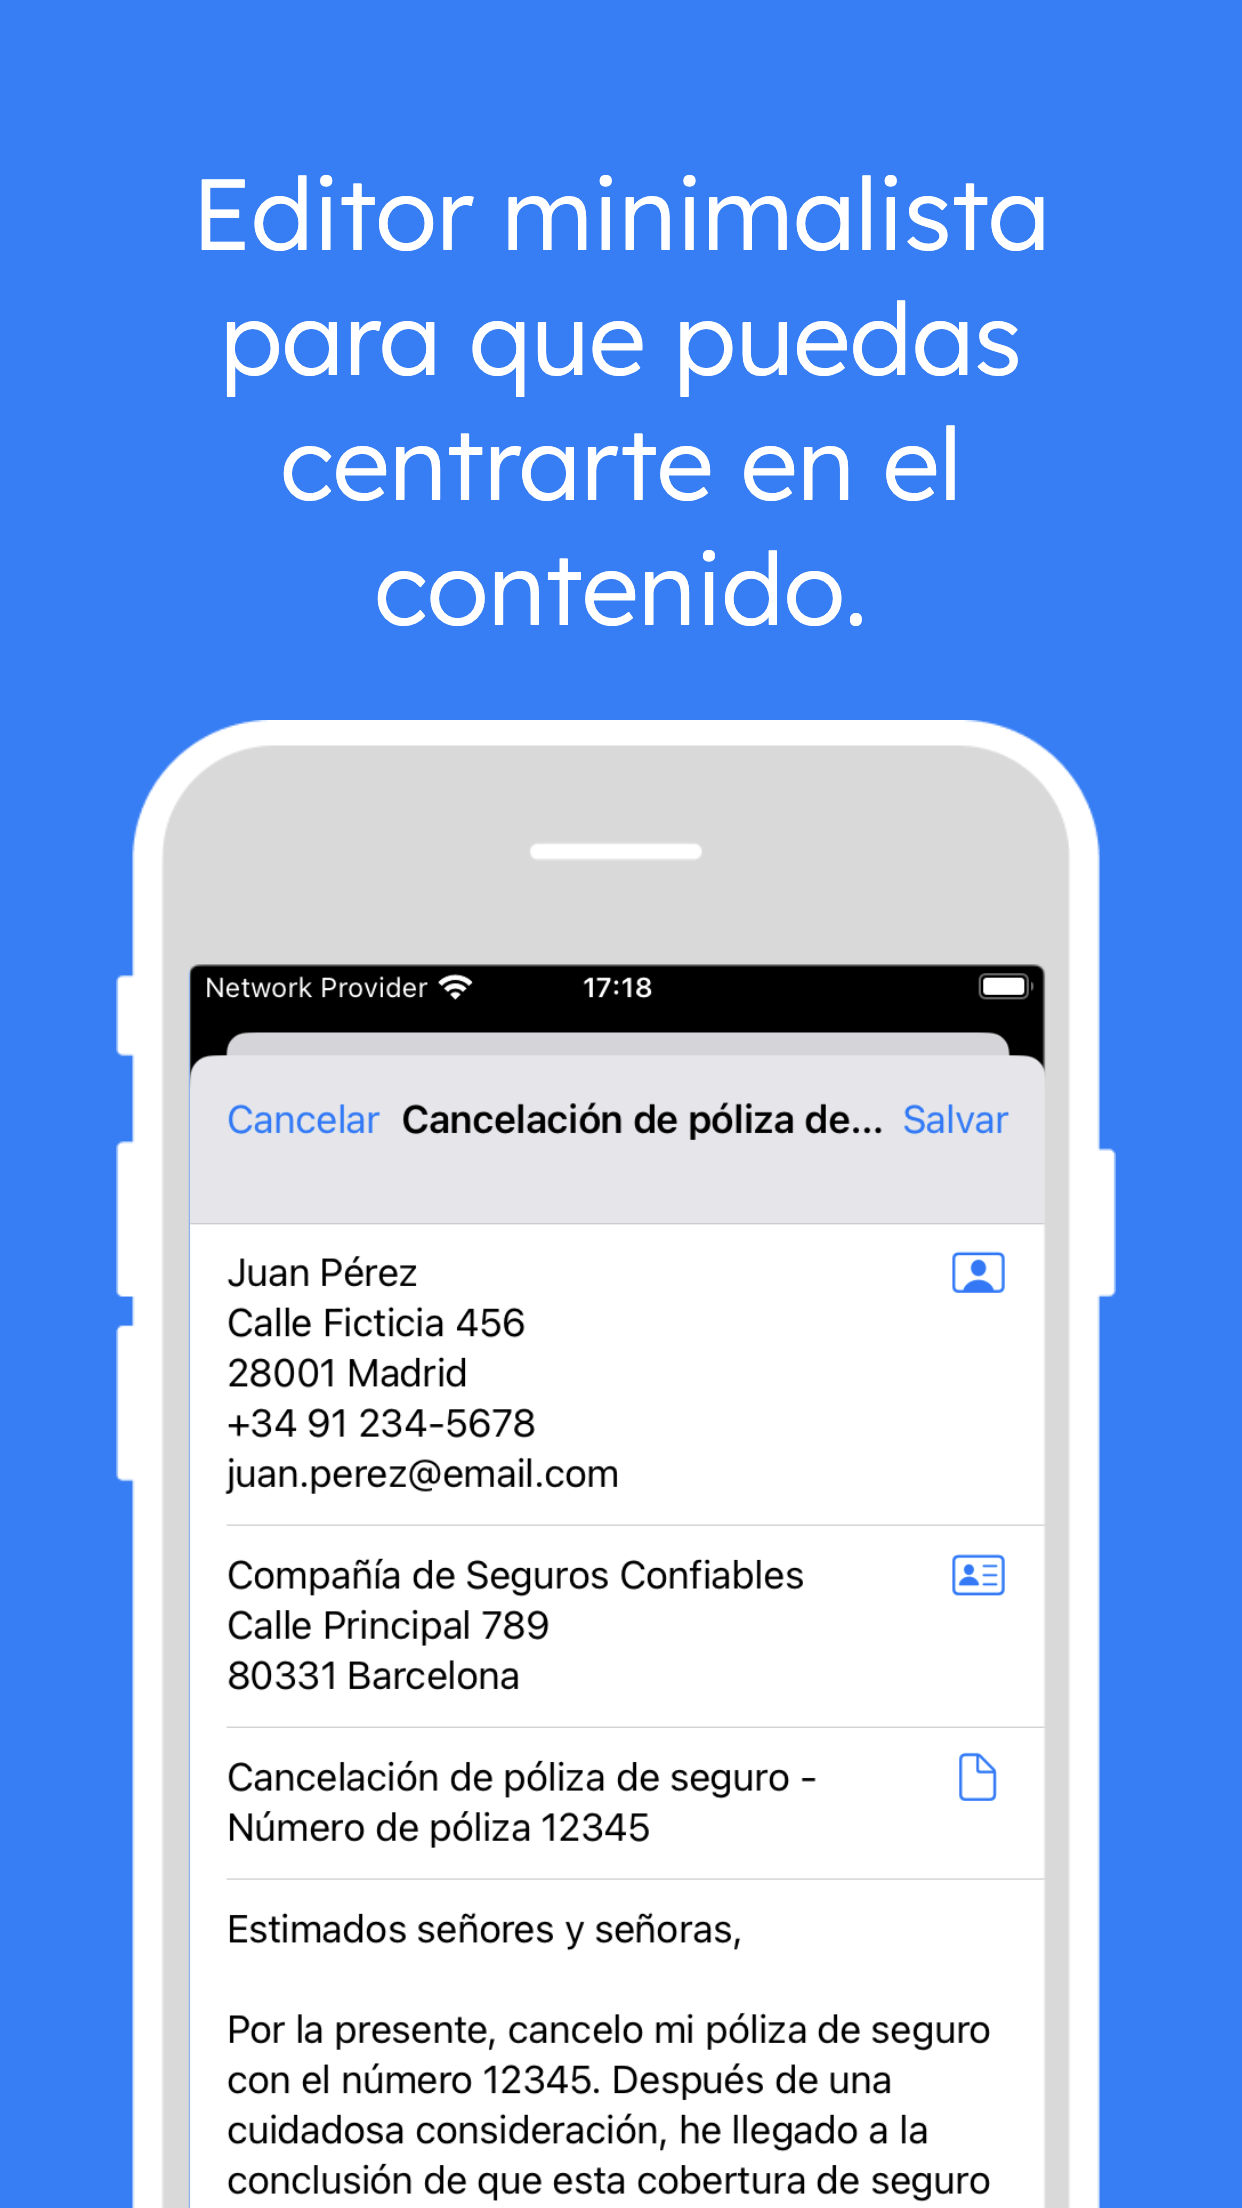 Editor minimalista
para que puedas
centrarte en el
contenido.
Network Provider 17:18
Cancelar Cancelación de póliza de... Salvar
Juan Pérez
Calle Ficticia 456
28001 Madrid
+34 91 234-5678
juan.perez@email.com
Compañía de Seguros Confiables
Calle Principal 789
80331 Barcelona
Cancelación de póliza de seguro -
Número de póliza 12345
Estimados señores y señoras,
Por la presente, cancelo mi póliza de seguro
con el número 12345. Después de una
cuidadosa consideración, he llegado a la
conclusión de que esta cobertura de seguro